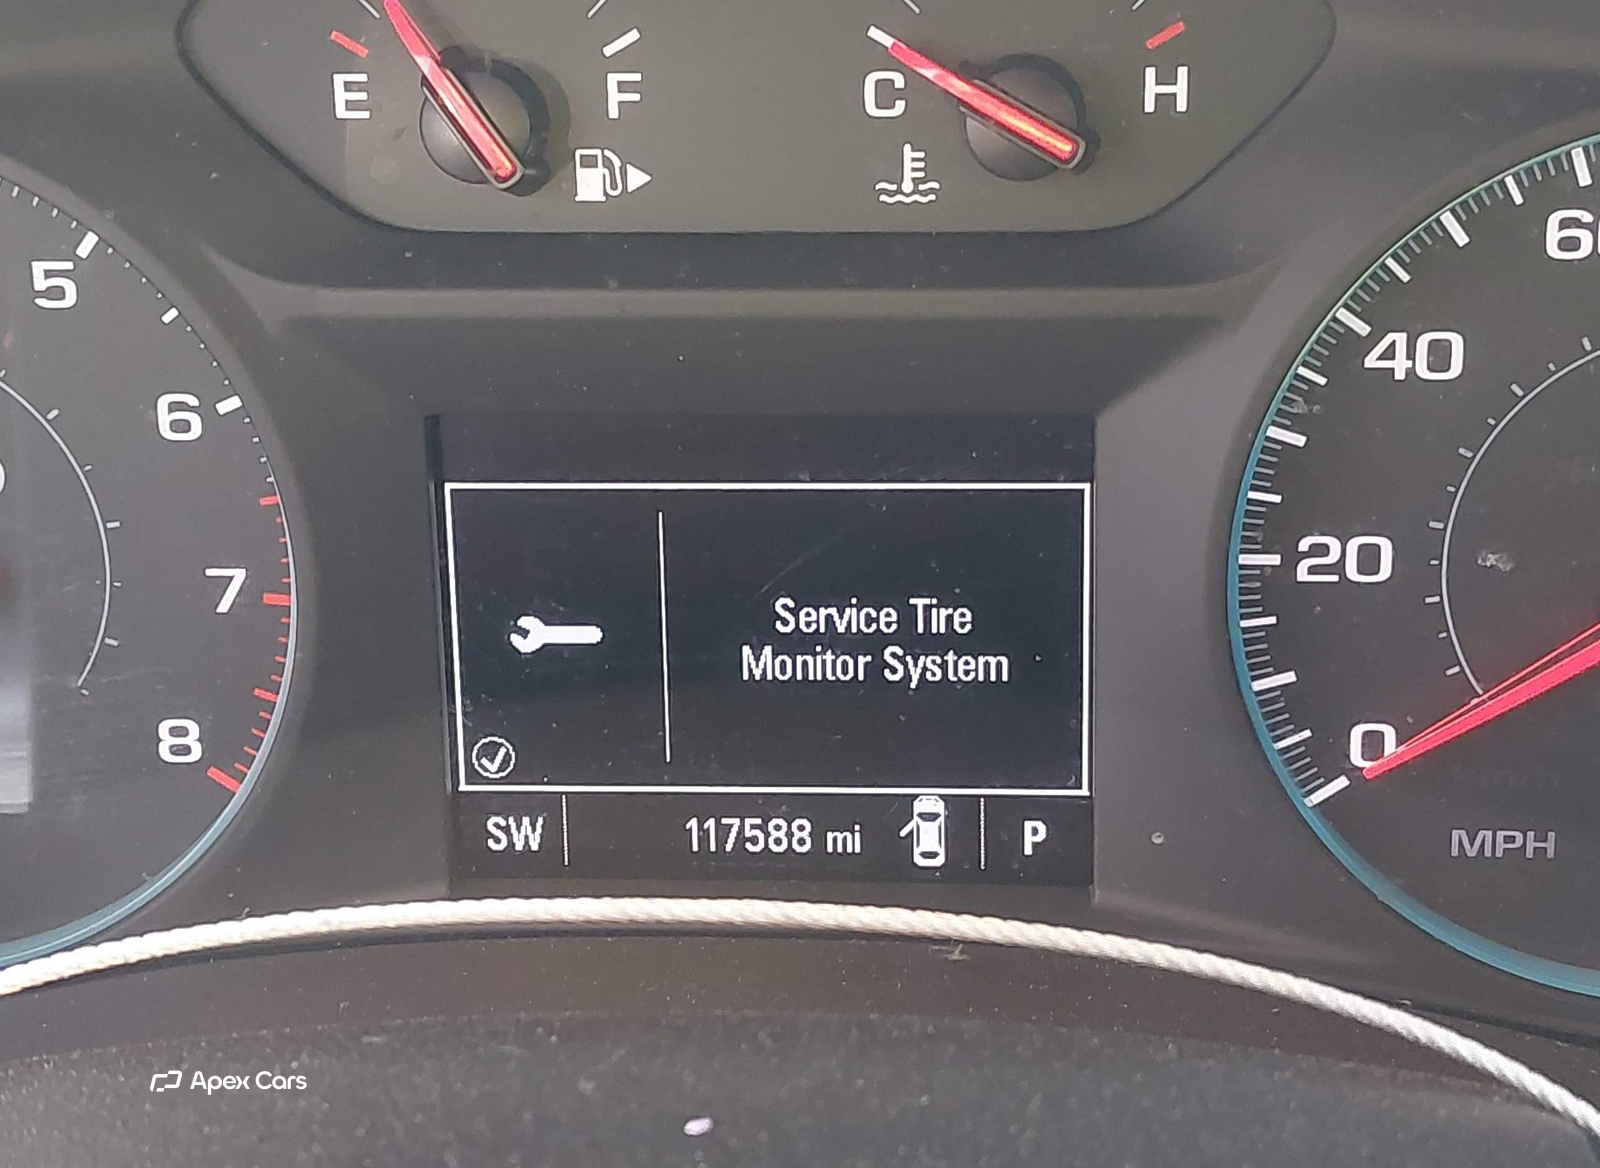 E F C H
5
6
7
8
60
40
20
0
MPH
Service Tire
Monitor System
SW 117588 mi P
Apex Cars